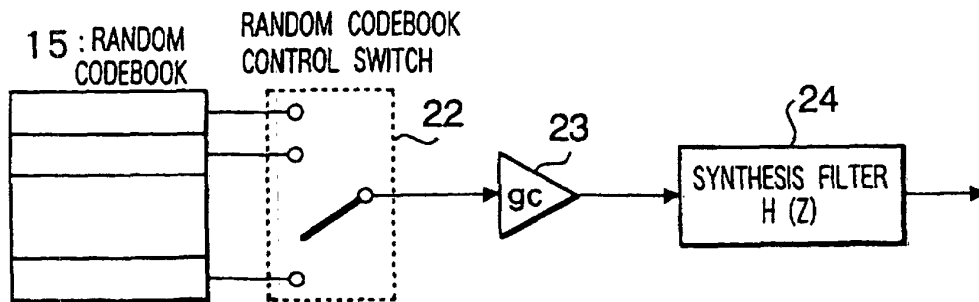 15 : RANDOM
CODEBOOK
RANDOM CODEBOOK
CONTROL SWITCH
22
23
gc
24
SYNTHESIS FILTER
H (Z)